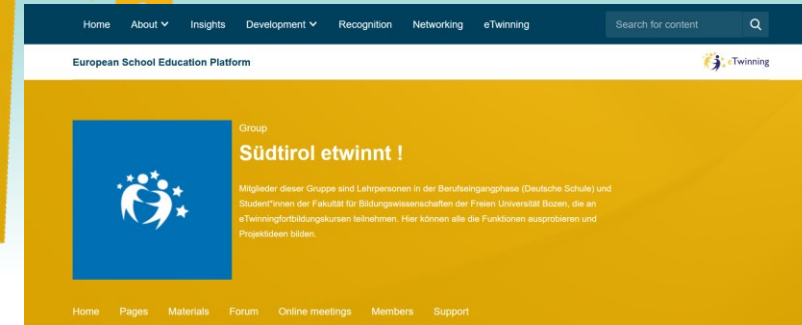 Home About Insights Development Recognition Networking eTwinning Search for content
European School Education Platform eTwinning
Group
Südtirol etwinnt !
Mitglieder dieser Gruppe sind Lehrpersonen in der Berufseingangphase (Deutsche Schule) und
Student*innen der Fakultät für Bildungswissenschaften der Freien Universität Bozen, die an
eTwinningfortbildungskursen teilnehmen. Hier können alle die Funktionen ausprobieren und
Projektideen bilden.
Home Pages Materials Forum Online meetings Members Support